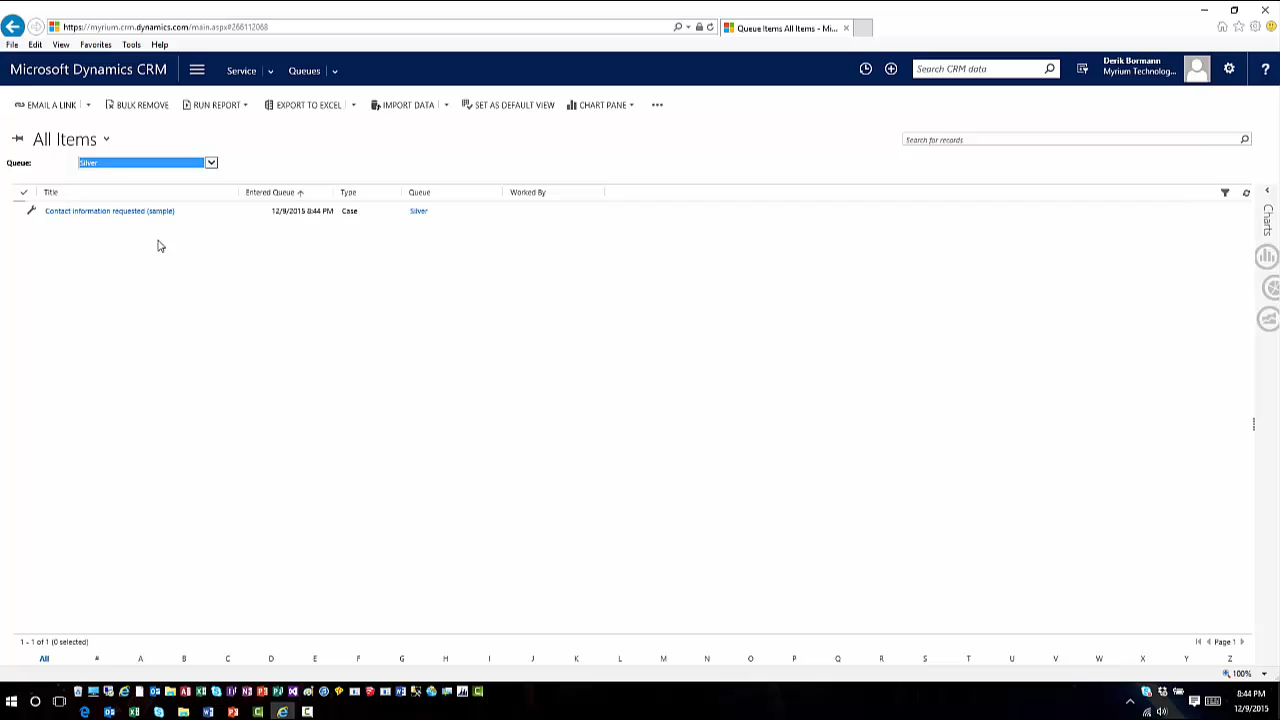 https://myrium.crm.dynamics.com/main.aspx#266112068
Queue Items All Items - Mi...
File Edit View Favorites Tools Help
Microsoft Dynamics CRM
Service
Queues
Search CRM data
Derik Bormann
Myrium Technolog...
?
EMAIL A LINK
BULK REMOVE
RUN REPORT
EXPORT TO EXCEL
IMPORT DATA
SET AS DEFAULT VIEW
CHART PANE
All Items
Search for records
Queue:
Silver
Title Entered Queue Type Queue Worked By
Contact information requested (sample) 12/9/2015 8:44 PM Case Silver
Charts
1 - 1 of 1 (0 selected)
Page 1
All # A B C D E F G H I J K L M N O P Q R S T U V W X Y Z
100%
8:44 PM
12/9/2015